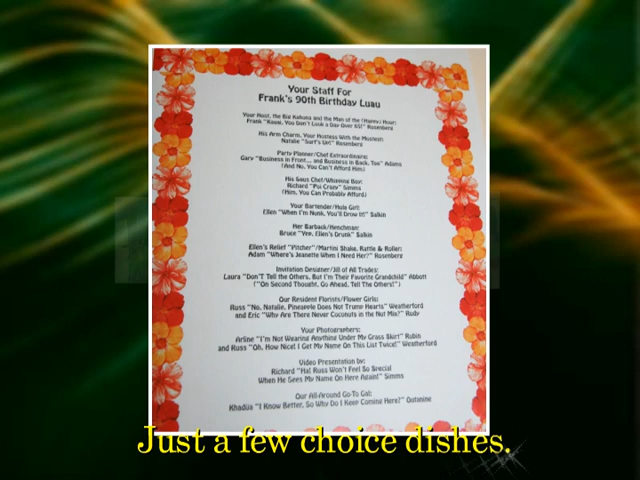 Your Staff For
Frank's 90th Birthday Luau
Your Host, the Big Kahuna and the Man of the (Happy) Hour:
Frank "Kauai, You Don't Look a Day Over 65!" Rosenberg
His Arm Charm, Your Hostess With the Mostest:
Natalie "Surf's Up!" Rosenberg
Party Planner/Chef Extraordinaire:
Gary "Business in Front... and Business in Back, Too" Adams
(And No, You Can't Afford Him)
His Sous Chef/Whipping Boy:
Richard "Poi Crazy" Simms
(Him, You Can Probably Afford)
Your Bartender/Hula Girl:
Ellen "When I'm Nunk, You'll Drow It!" Salkin
Her Barback/Henchman:
Bruce "Yep, Ellen's Drunk" Salkin
Ellen's Relief "Pitcher"/Martini Shake, Rattle & Roller:
Adam "Where's Jeanette When I Need Her?" Rosenberg
Invitation Designer/Jill of All Trades:
Laura "Don'T Tell the Others, But I'm Their Favorite Grandchild" Abbott
("On Second Thought, Go Ahead, Tell The Others!")
Our Resident Florists/Flower Girls:
Russ "No, Natalie, Pineapple Does Not Trump Hearts" Weatherford
and Eric "Why Are There Never Coconuts in the Nut Mix?" Rudy
Your Photographers:
Arline "I'm Not Wearing Anything Under My Grass Skirt" Rubin
and Russ "Oh, How Nice! I Get My Name On This List Twice!" Weatherford
Video Presentation by:
Richard "Ha! Russ Won't Feel So Special
When He Sees My Name On Here Again!" Simms
Our All-Around Go-To Gal:
Khadija "I Know Better, So Why Do I Keep Coming Here?"
Just a few choice dishes.